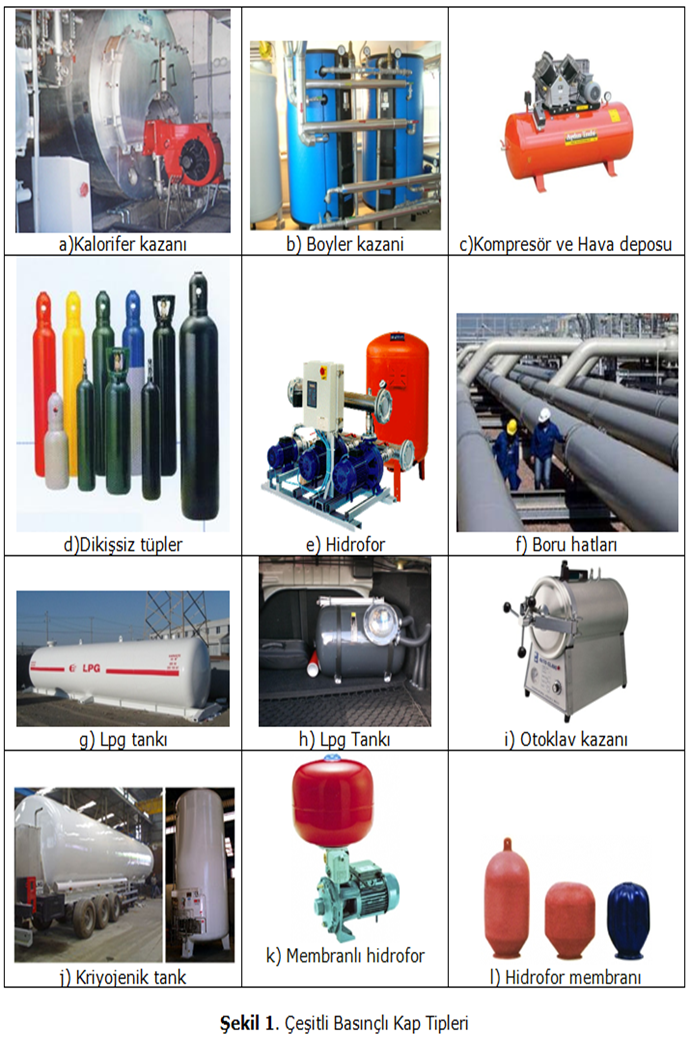 a)Kalorifer kazanı
b) Boyler kazani
c)Kompresör ve Hava deposu
d)Dikişsiz tüpler
e) Hidrofor
f) Boru hatları
LPG
g) Lpg tankı
h) Lpg Tankı
i) Otoklav kazanı
j) Kriyojenik tank
k) Membranlı hidrofor
l) Hidrofor membranı
Şekil 1. Çeşitli Basınçlı Kap Tipleri